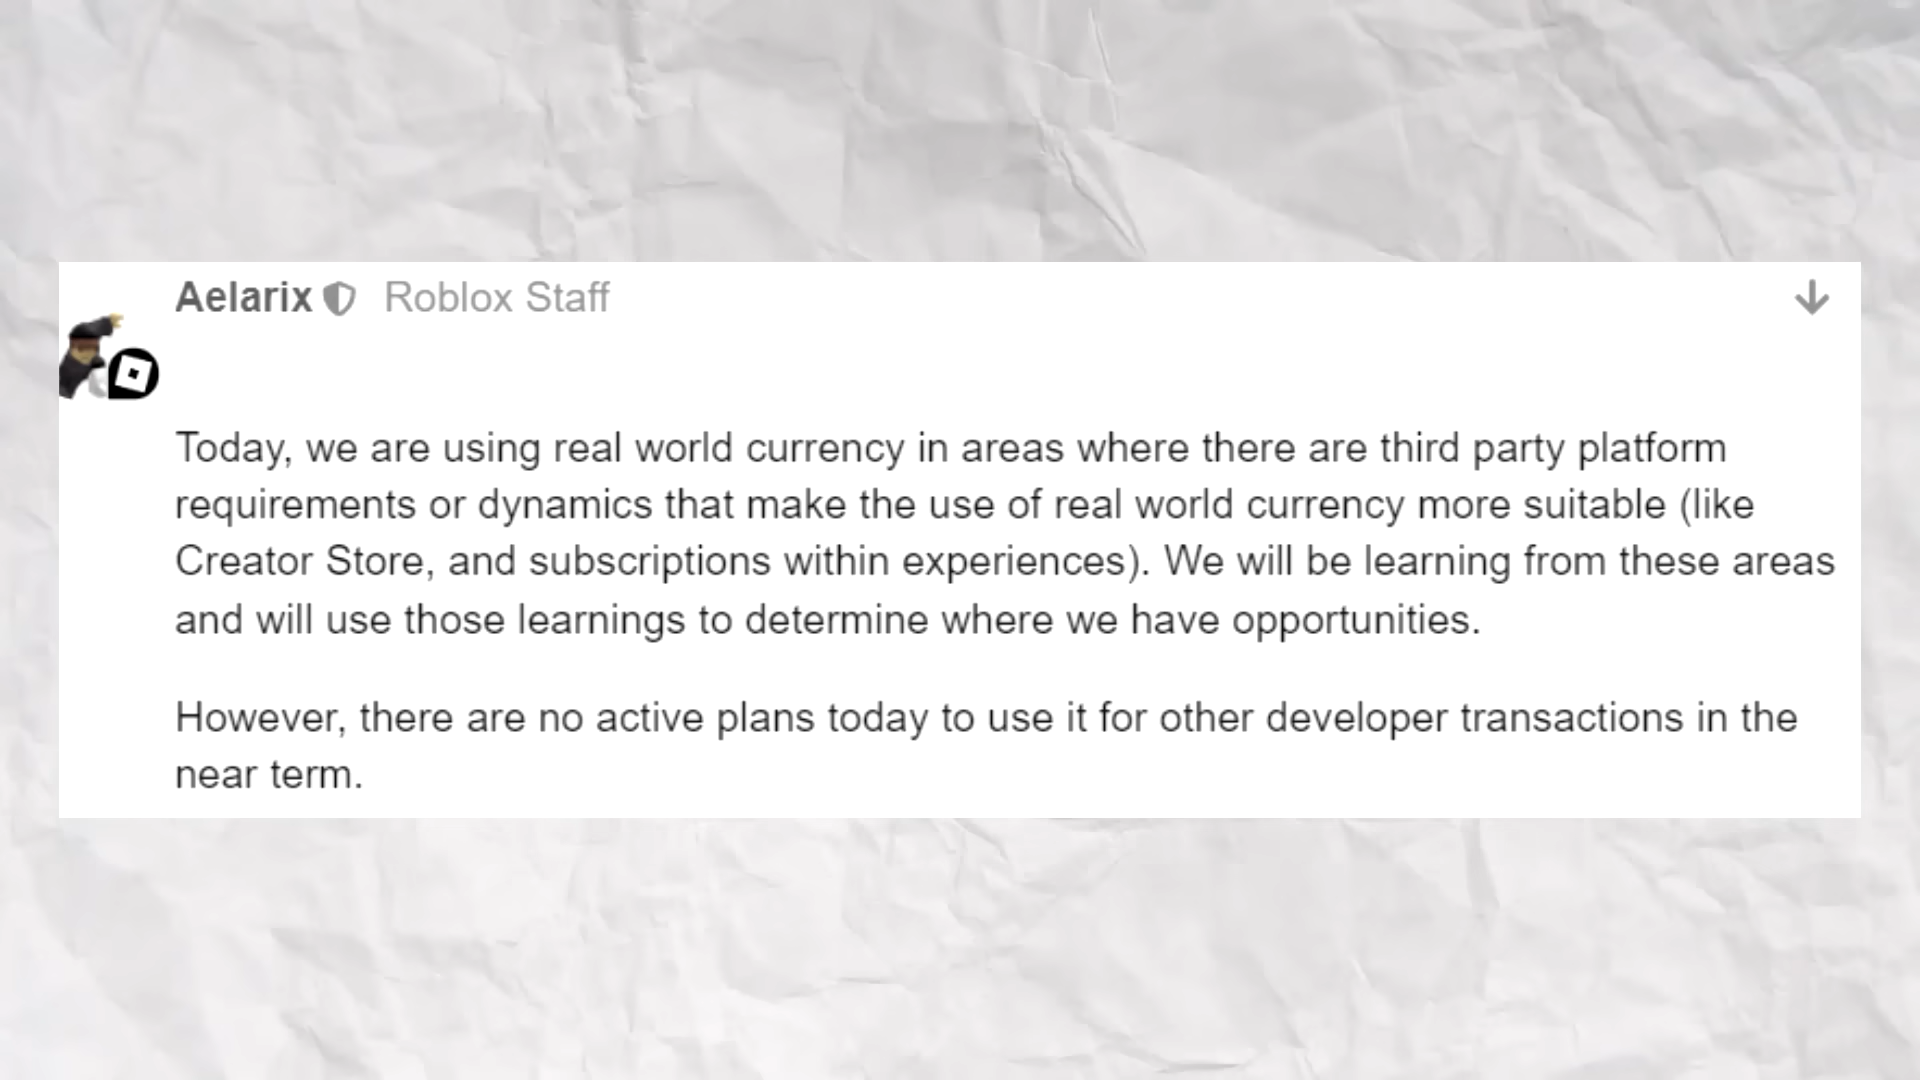 Aelarix Roblox Staff
Today, we are using real world currency in areas where there are third party platform
requirements or dynamics that make the use of real world currency more suitable (like
Creator Store, and subscriptions within experiences). We will be learning from these areas
and will use those learnings to determine where we have opportunities.
However, there are no active plans today to use it for other developer transactions in the
near term.